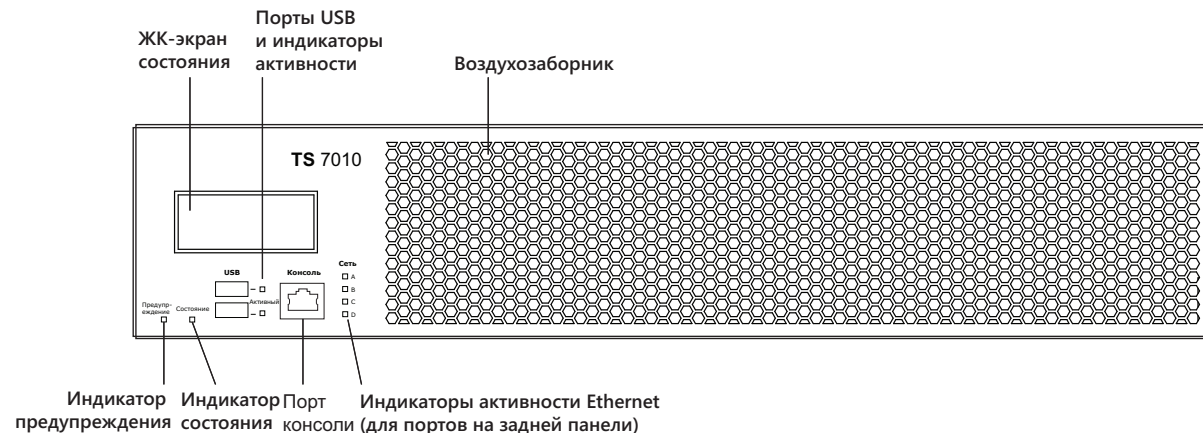 Порты USB
и индикаторы
активности
ЖК-экран
состояния
Воздухозаборник
TS 7010
USB
Консоль
Сеть
A
B
C
D
Активный
Предупр-
еждение
Состояние
Индикатор
предупреждения
Индикатор
состояния
Порт
консоли
Индикаторы активности Ethernet
(для портов на задней панели)